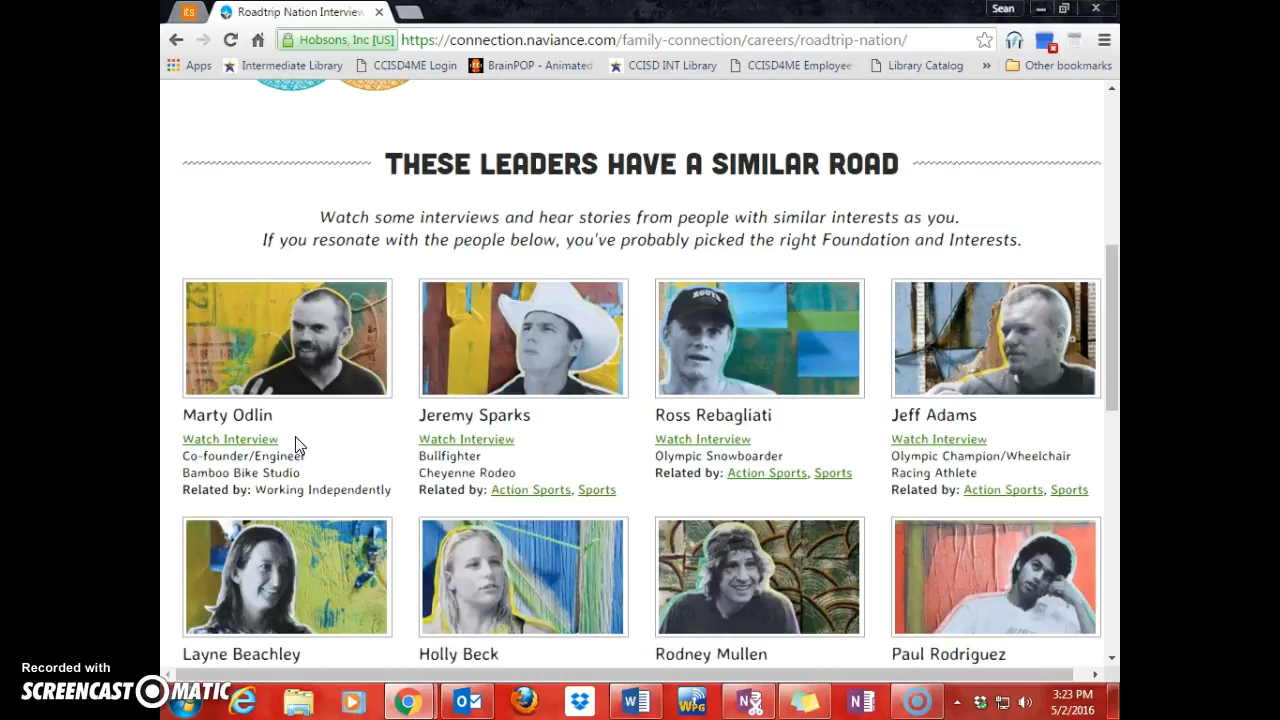 its
Roadtrip Nation Interview
Sean
Hobsons, Inc [US]
https://connection.naviance.com/family-connection/careers/roadtrip-nation/
Apps
Intermediate Library
CCISD4ME Login
BrainPOP - Animated
CCISD INT Library
CCISD4ME Employee
Library Catalog
»
Other bookmarks
THESE LEADERS HAVE A SIMILAR ROAD
Watch some interviews and hear stories from people with similar interests as you.
If you resonate with the people below, you've probably picked the right Foundation and Interests.
Marty Odlin
Watch Interview
Co-founder/Engineer
Bamboo Bike Studio
Related by: Working Independently
Jeremy Sparks
Watch Interview
Bullfighter
Cheyenne Rodeo
Related by: Action Sports, Sports
Ross Rebagliati
Watch Interview
Olympic Snowboarder
Related by: Action Sports, Sports
Jeff Adams
Watch Interview
Olympic Champion/Wheelchair
Racing Athlete
Related by: Action Sports, Sports
Layne Beachley
Holly Beck
Rodney Mullen
Paul Rodriguez
Recorded with
SCREENCAST MATIC
WPG
3:23 PM
5/2/2016